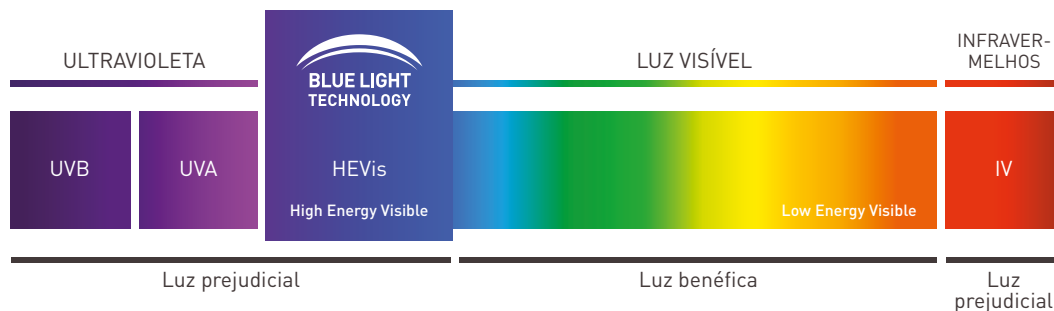 ULTRAVIOLETA
BLUE LIGHT
TECHNOLOGY
LUZ VISÍVEL
INFRAVER-
MELHOS
UVB
UVA
HEVis
IV
High Energy Visible
Low Energy Visible
Luz prejudicial
Luz benéfica
Luz
prejudicial